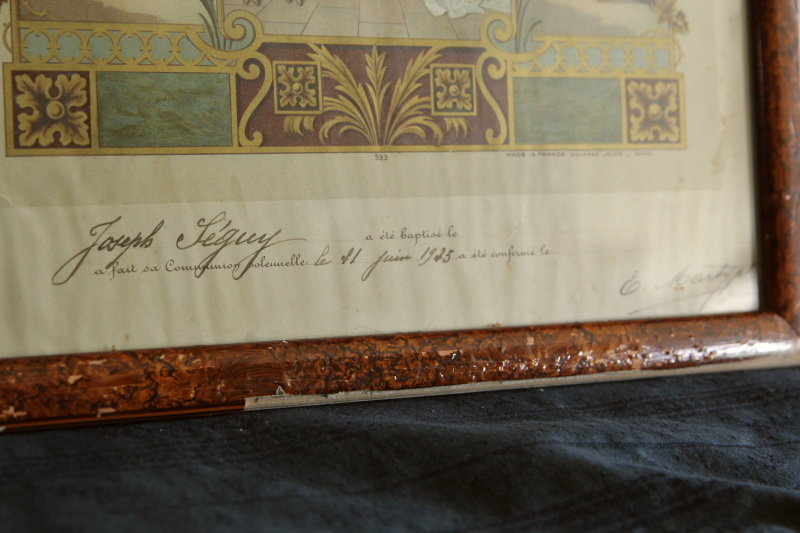 333
MADE IN FRANCE
Joseph Séguy a été baptisé le
a fait sa Communion solennelle le 21 juin 1925 a été confirmé le
E.